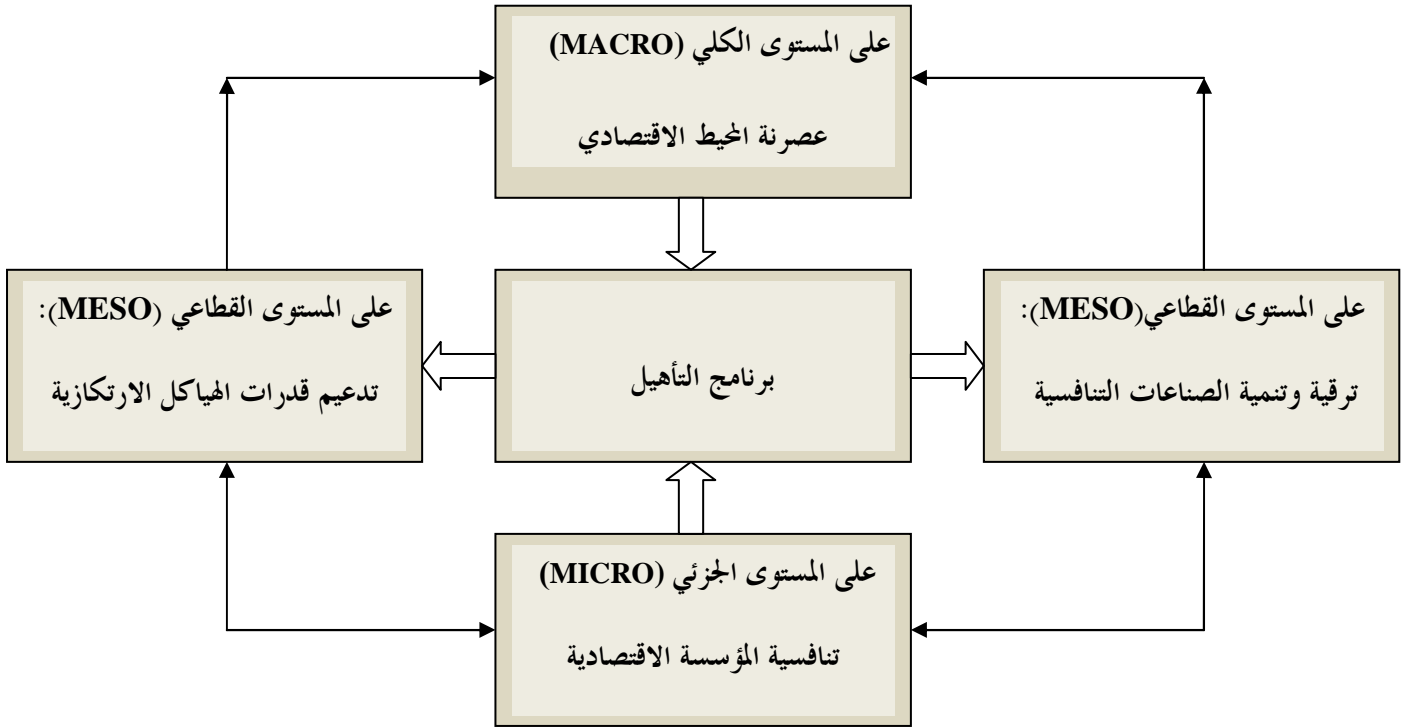 على المستوى الكلي (MACRO)
عصرنة المحيط الاقتصادي
على المستوى القطاعي(MESO):
ترقية وتنمية الصناعات التنافسية
برنامج التأهيل
على المستوى القطاعي (MESO):
تدعيم قدرات الهياكل الارتكازية
على المستوى الجزئي (MICRO)
تنافسية المؤسسة الاقتصادية